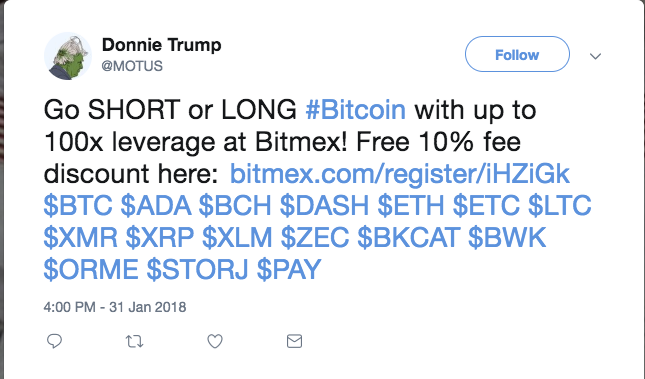 Donnie Trump
@MOTUS
Follow
Go SHORT or LONG #Bitcoin with up to
100x leverage at Bitmex! Free 10% fee
discount here: bitmex.com/register/iHZiGk
$BTC $ADA $BCH $DASH $ETH $ETC $LTC
$XMR $XRP $XLM $ZEC $BKCAT $BWK
$ORME $STORJ $PAY
4:00 PM - 31 Jan 2018